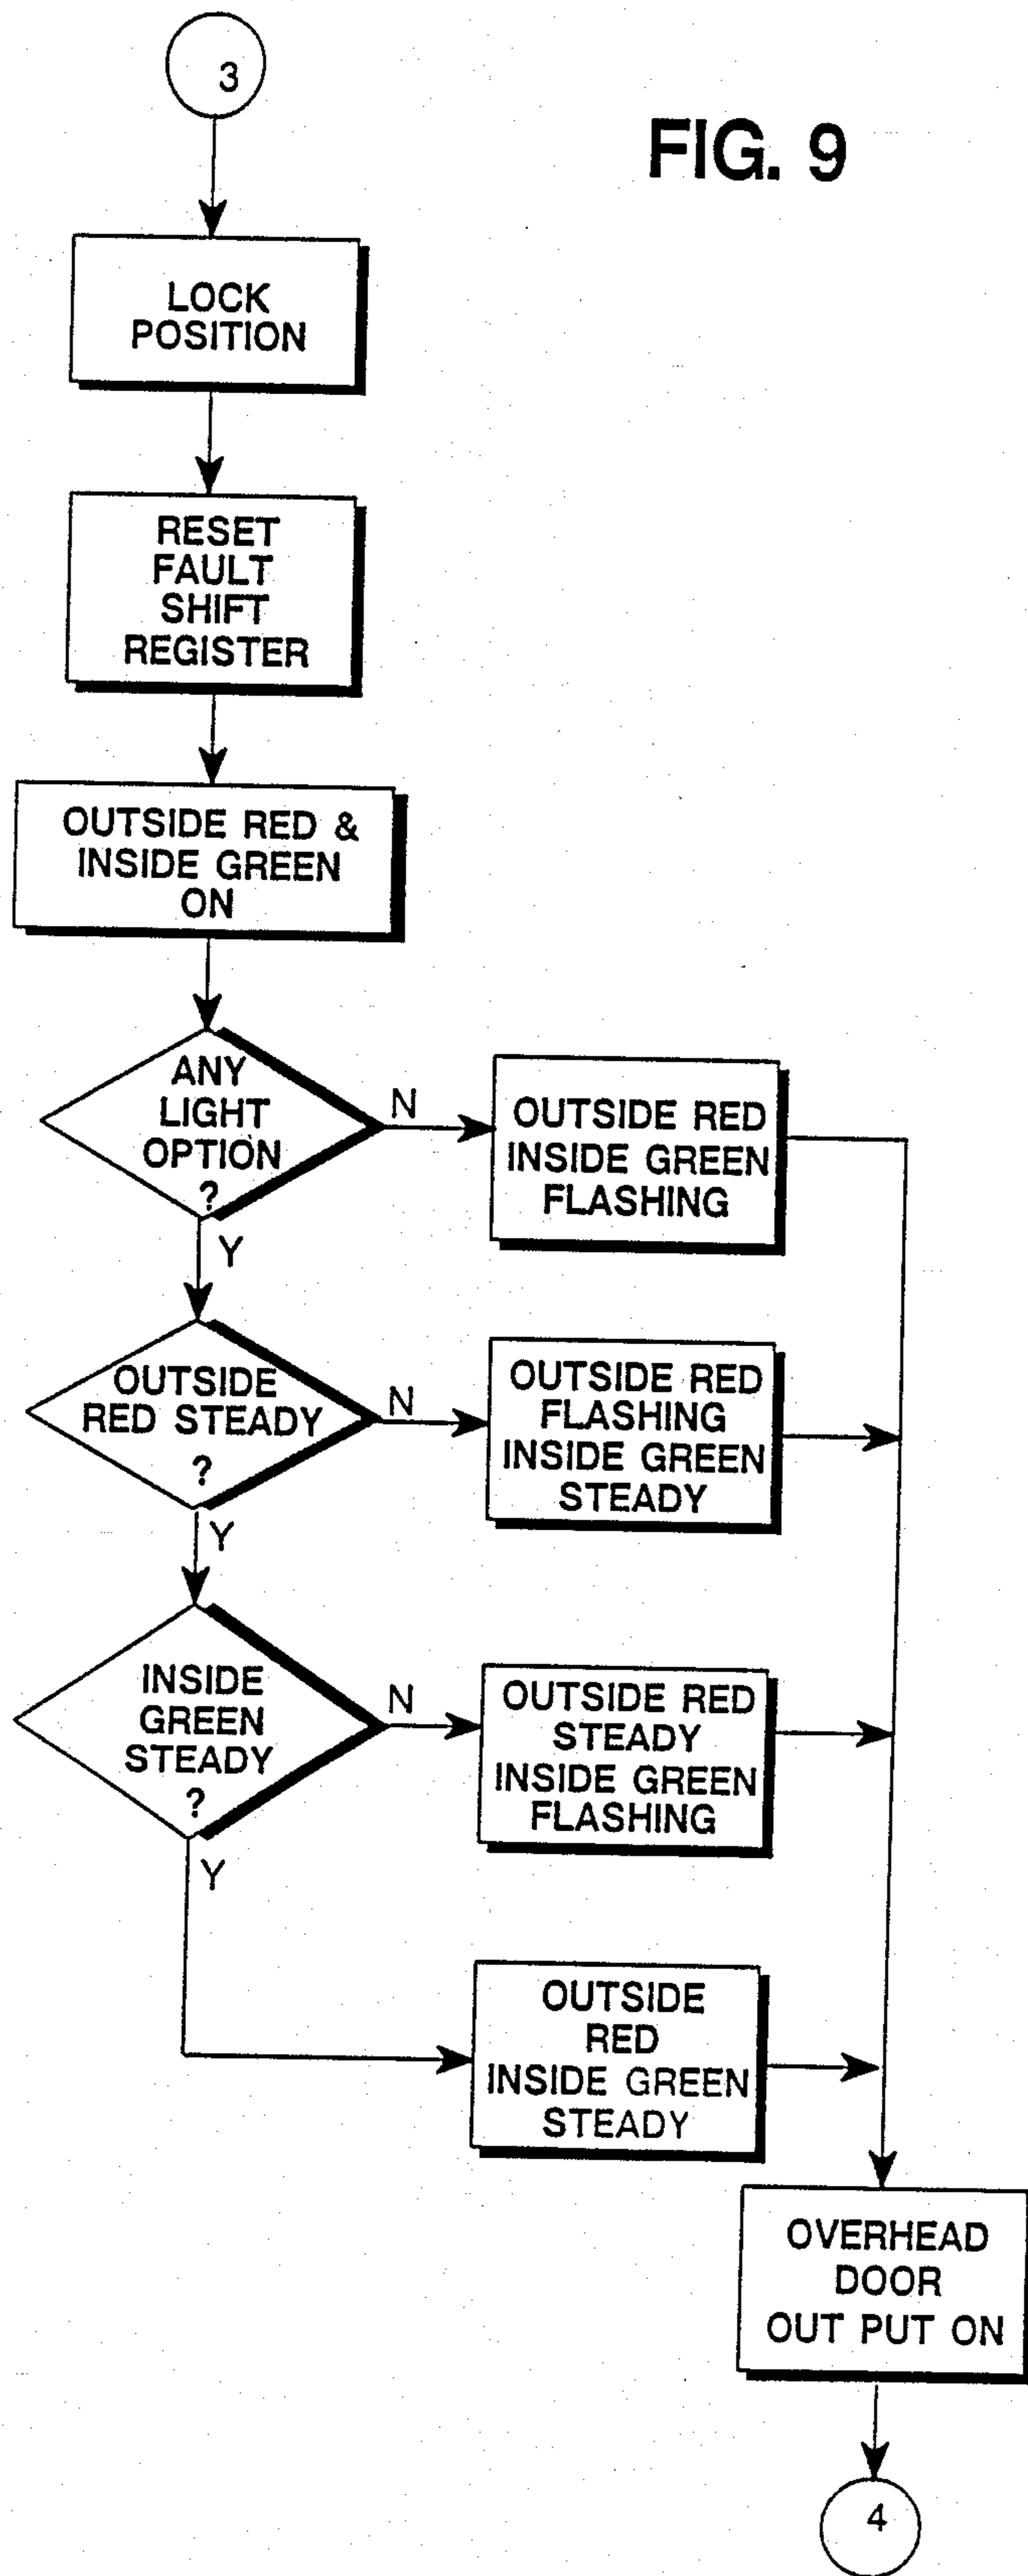 3
FIG. 9
LOCK
POSITION
RESET
FAULT
SHIFT
REGISTER
OUTSIDE RED &
INSIDE GREEN
ON
ANY
LIGHT
OPTION
?
N
OUTSIDE RED
INSIDE GREEN
FLASHING
Y
OUTSIDE
RED STEADY
?
N
OUTSIDE RED
FLASHING
INSIDE GREEN
STEADY
Y
INSIDE
GREEN
STEADY
?
N
OUTSIDE RED
STEADY
INSIDE GREEN
FLASHING
Y
OUTSIDE
RED
INSIDE GREEN
STEADY
OVERHEAD
DOOR
OUT PUT ON
4